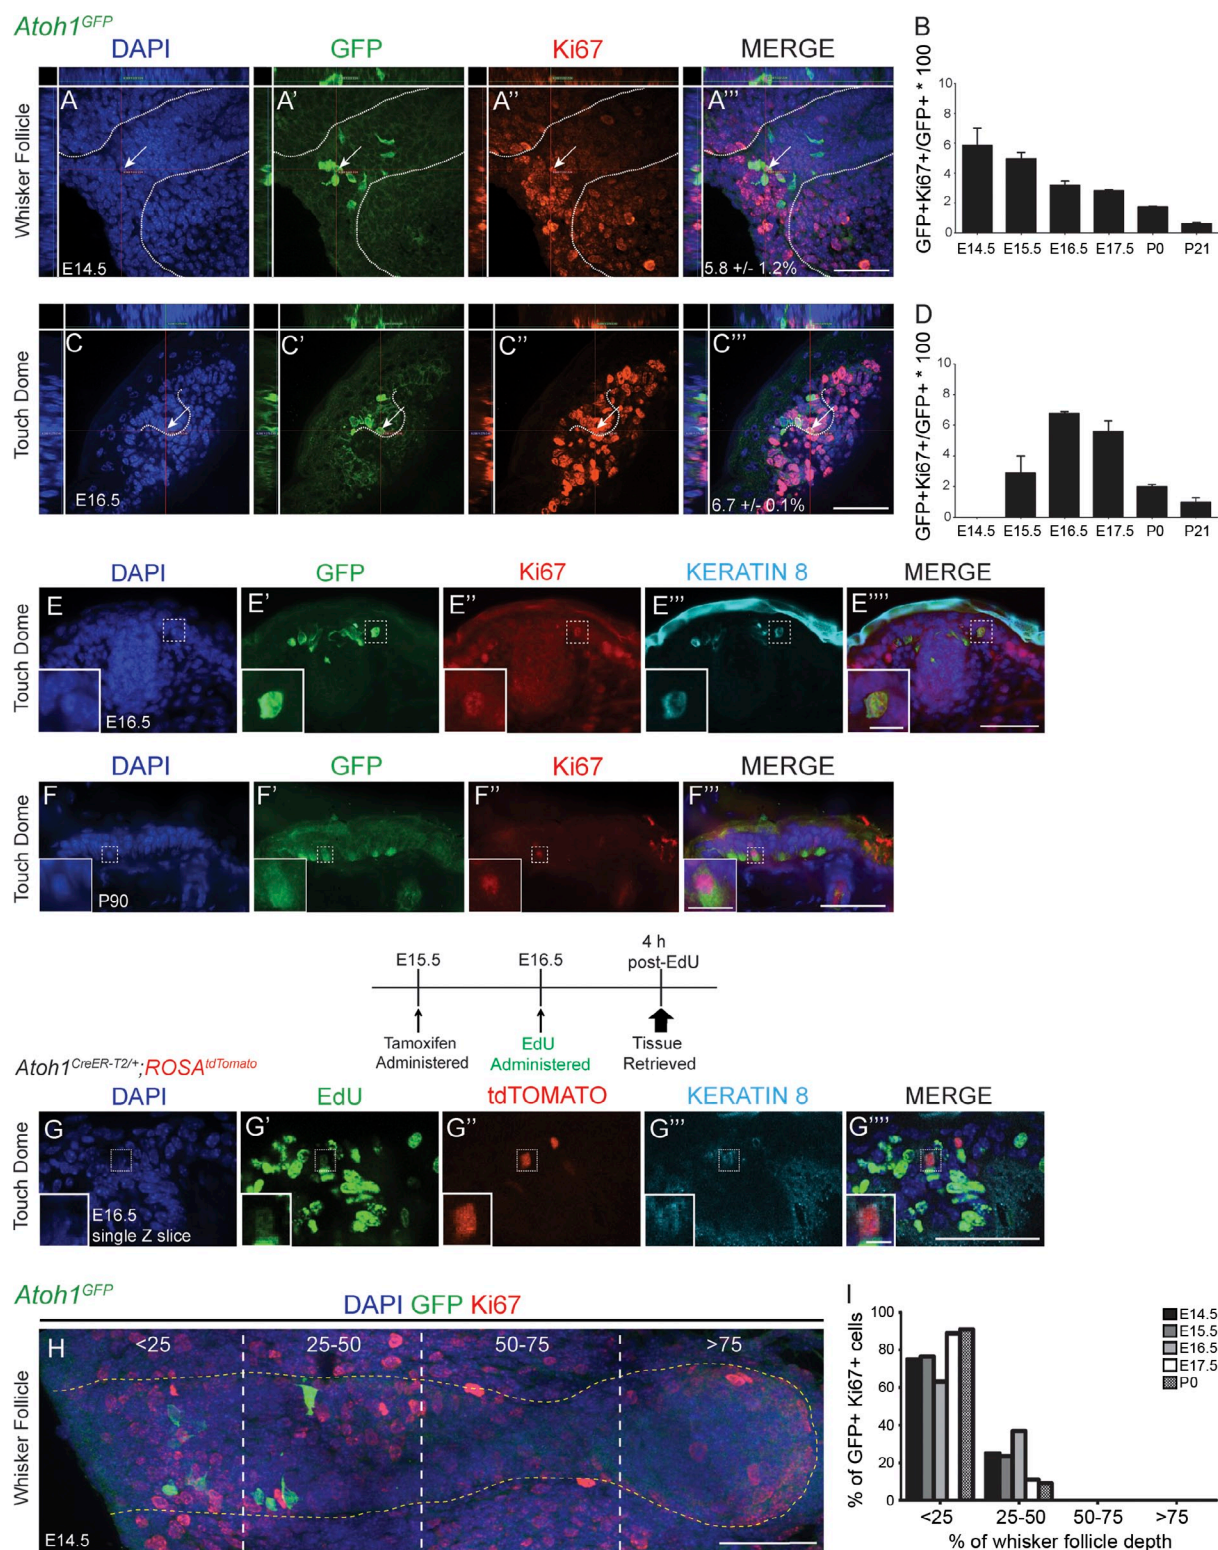 Atoh1GFP
DAPI GFP Ki67 MERGE
Whisker Follicle
A A' A'' A'''
E14.5
5.8 +/- 1.2%
B
GFP+Ki67+/GFP+ * 100
10
8
6
4
2
0
E14.5 E15.5 E16.5 E17.5 P0 P21
Touch Dome
C C' C'' C'''
E16.5
6.7 +/- 0.1%
D
GFP+Ki67+/GFP+ * 100
10
8
6
4
2
0
E14.5 E15.5 E16.5 E17.5 P0 P21
DAPI GFP Ki67 KERATIN 8 MERGE
Touch Dome
E E' E'' E''' E''''
E16.5
DAPI GFP Ki67 MERGE
Touch Dome
F F' F'' F'''
P90
E15.5 E16.5 4 h
post-EdU
Tamoxifen EdU Tissue
Administered Administered Retrieved
Atoh1CreER-T2/+;ROSAtdTomato
DAPI EdU tdTOMATO KERATIN 8 MERGE
Touch Dome
G G' G'' G''' G''''
E16.5
single Z slice
Atoh1GFP
DAPI GFP Ki67
Whisker Follicle
H <25 25-50 50-75 >75
E14.5
I
% of GFP+ Ki67+ cells
100
80
60
40
20
0
<25 25-50 50-75 >75
% of whisker follicle depth
E14.5
E15.5
E16.5
E17.5
P0